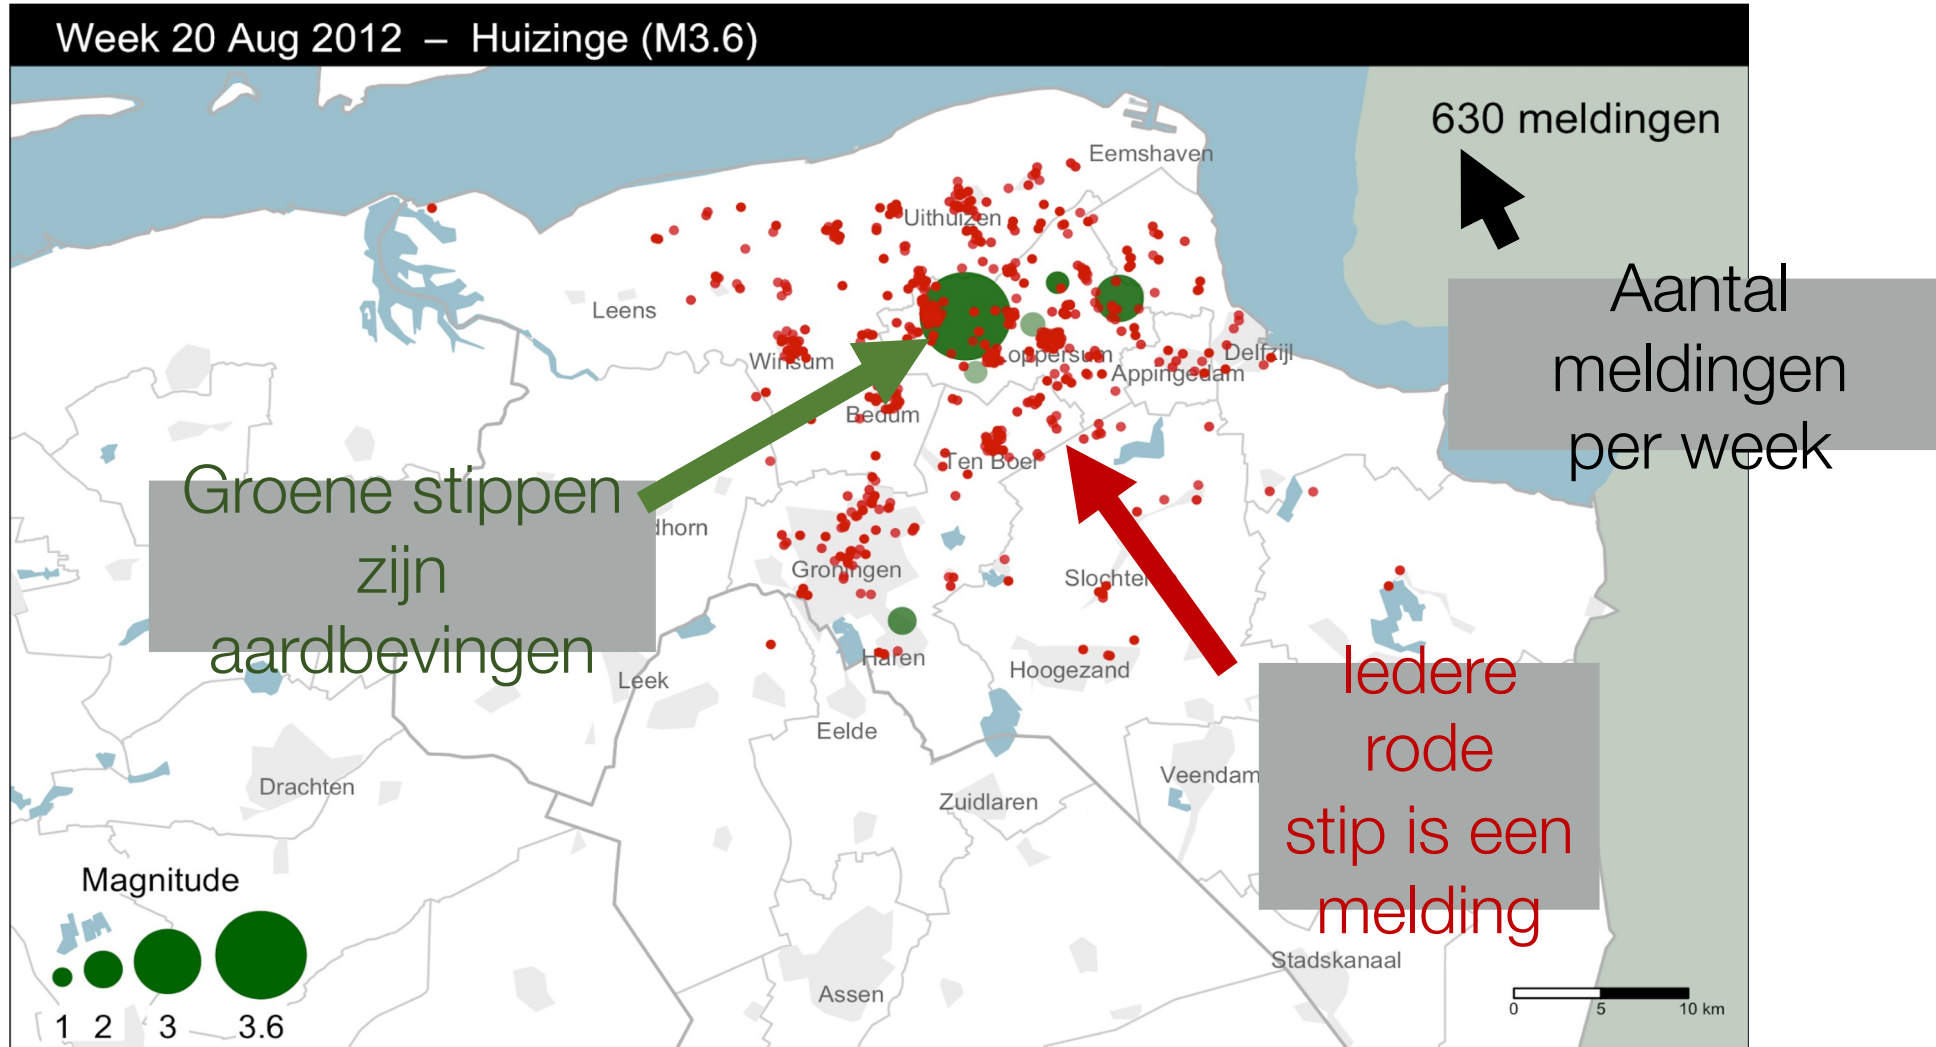 Week 20 Aug 2012 – Huizinge (M3.6)
630 meldingen
Eemshaven
Uithuizen
Aantal
meldingen
per week
Leens
Winsum
oppersum
Delfzijl
Appingedam
Bedum
Ten Boer
Groene stippen
zijn
aardbevingen
dhorn
Groningen
Slochter
Haren
Hoogezand
Leek
Iedere
rode
stip is een
melding
Eelde
Drachten
Veendam
Zuidlaren
Magnitude
Stadskanaal
Assen
1 2 3 3.6
0 5 10 km